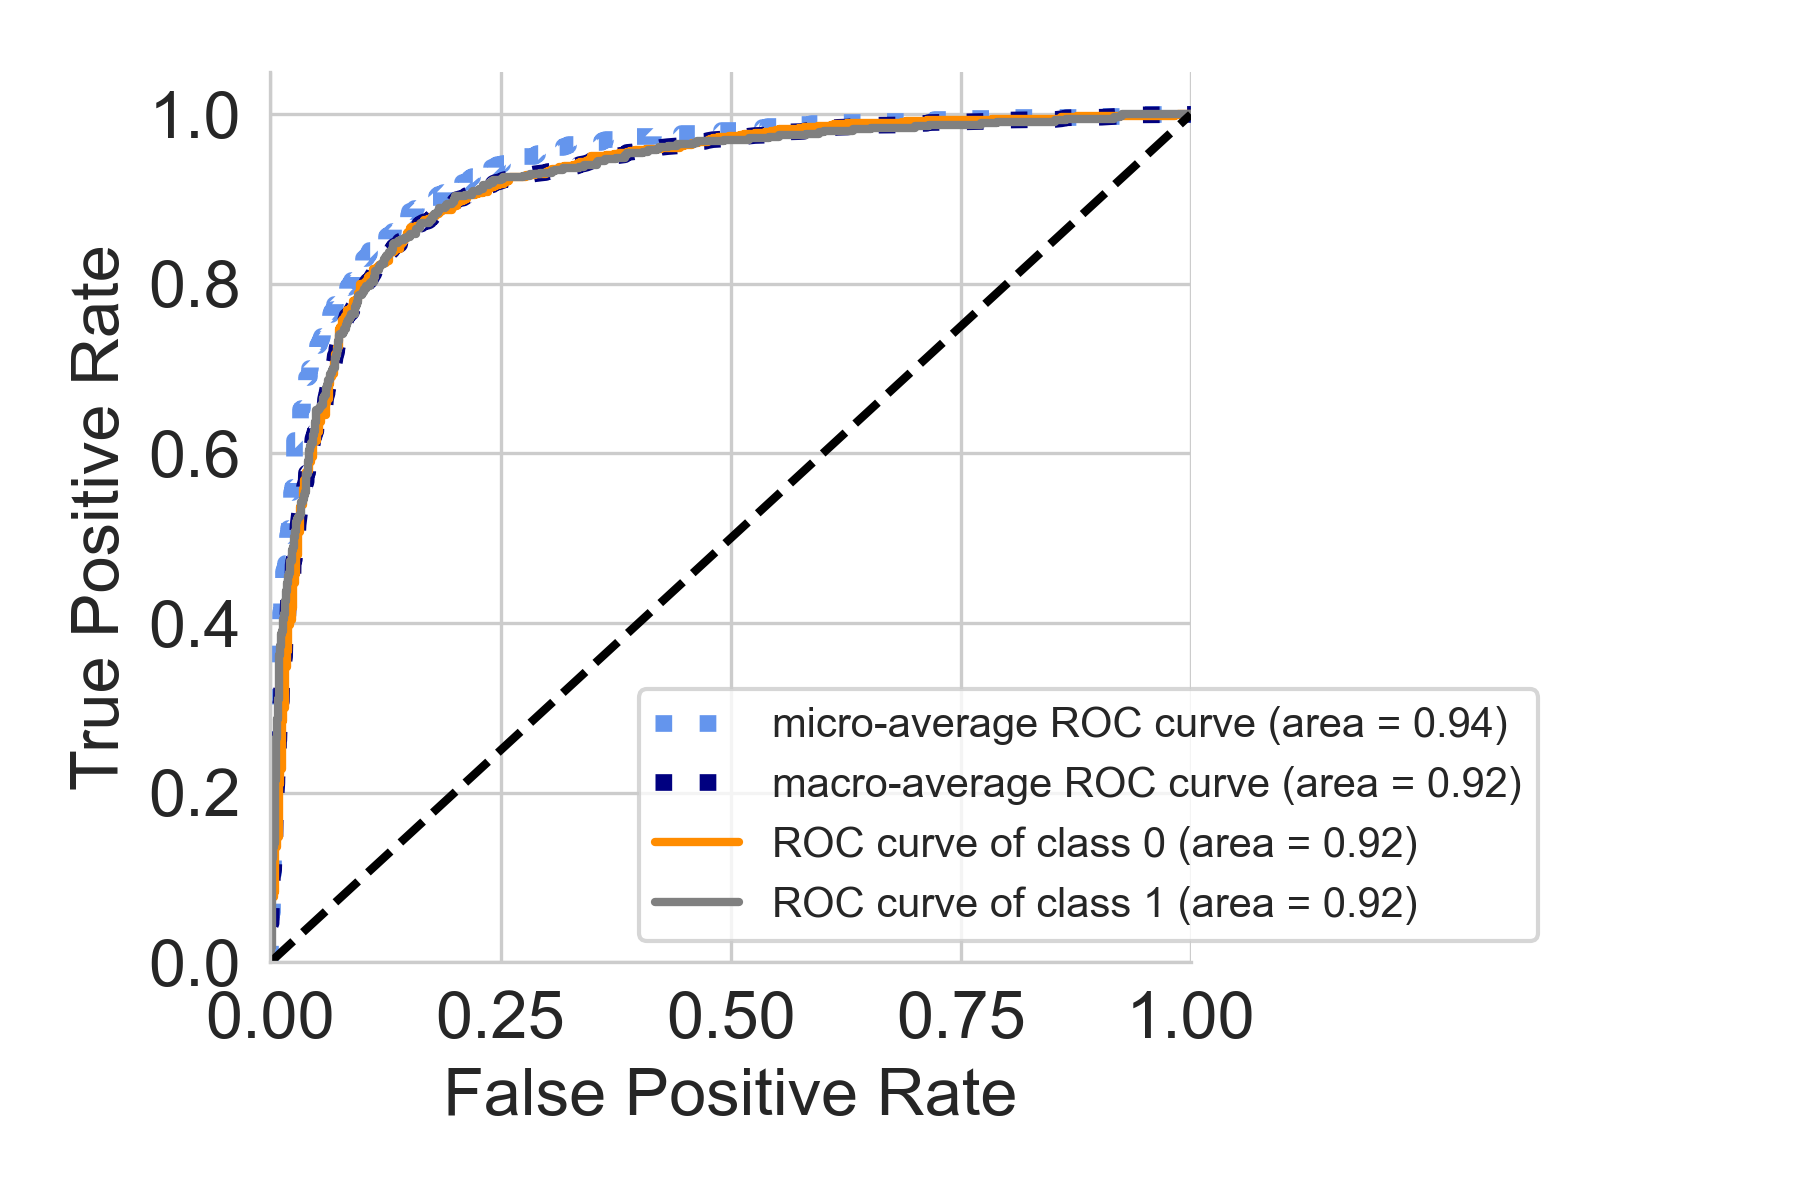 True Positive Rate
1.0
0.8
0.6
0.4
0.2
0.0
micro-average ROC curve (area = 0.94)
macro-average ROC curve (area = 0.92)
ROC curve of class 0 (area = 0.92)
ROC curve of class 1 (area = 0.92)
0.00 0.25 0.50 0.75 1.00
False Positive Rate